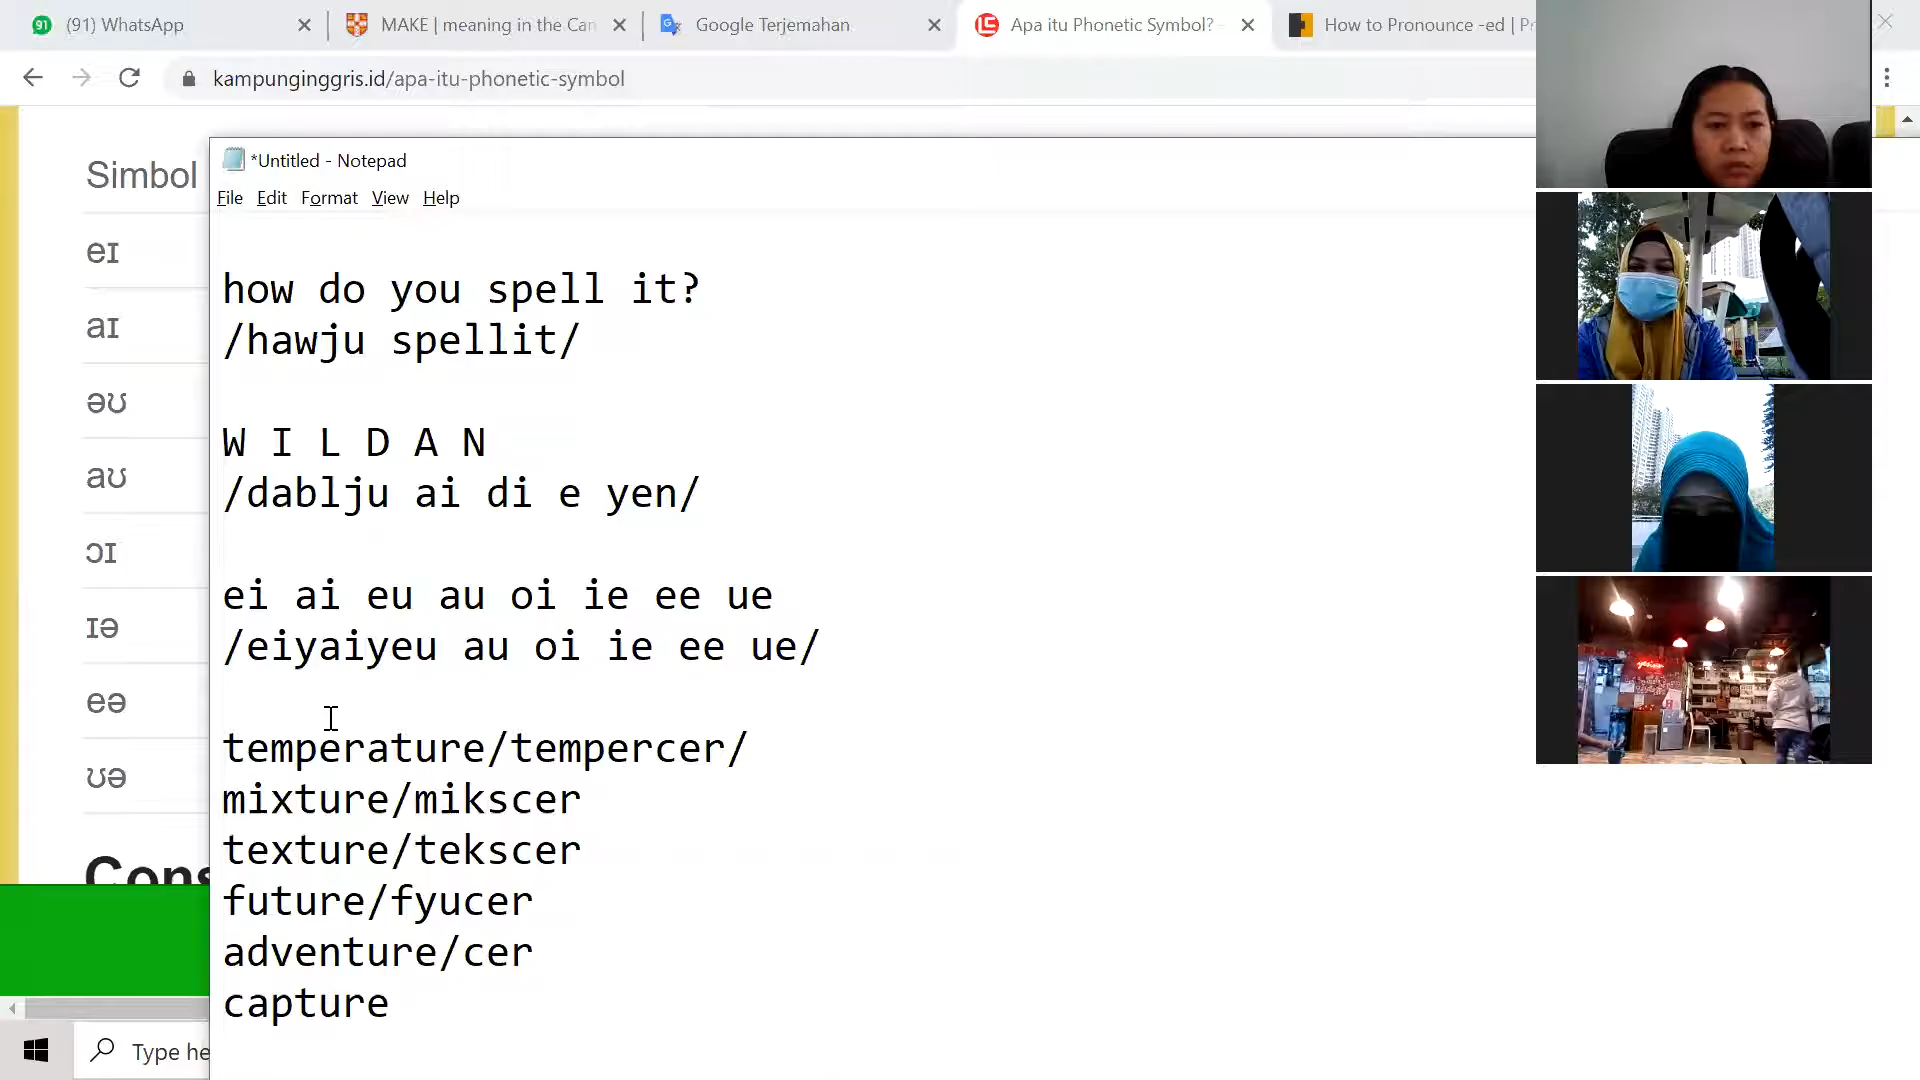 (91) WhatsApp
MAKE | meaning in the Can
Google Terjemahan
Apa itu Phonetic Symbol? -
How to Pronounce -ed | Pr
kampunginggris.id/apa-itu-phonetic-symbol
Simbol
eɪ
aɪ
əʊ
aʊ
ɔɪ
ɪə
eə
ʊə
Cons
*Untitled - Notepad
File Edit Format View Help
how do you spell it?
/hawju spellit/
W I L D A N
/dablju ai di e yen/
ei ai eu au oi ie ee ue
/eiyaiyeu au oi ie ee ue/
temperature/tempercer/
mixture/mikscer
texture/tekscer
future/fyucer
adventure/cer
capture
Type he